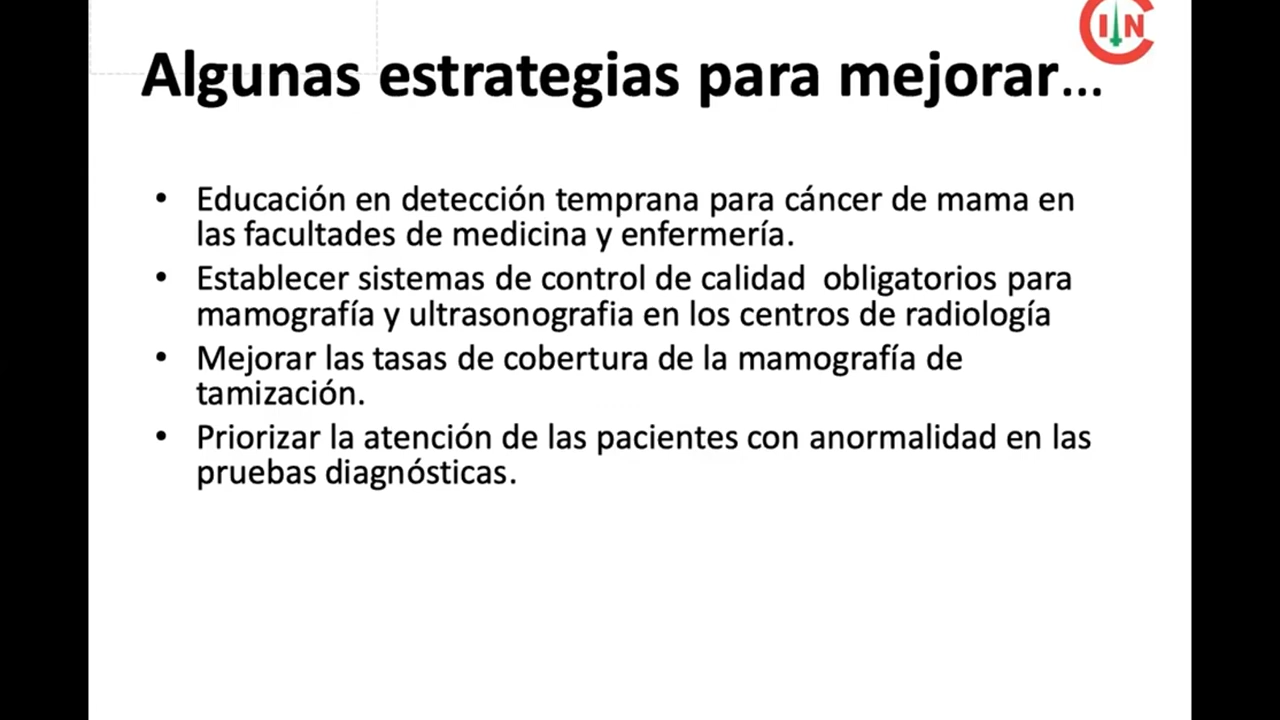 Algunas estrategias para mejorar...
• Educación en detección temprana para cáncer de mama en
las facultades de medicina y enfermería.
• Establecer sistemas de control de calidad  obligatorios para
mamografía y ultrasonografia en los centros de radiología
• Mejorar las tasas de cobertura de la mamografía de
tamización.
• Priorizar la atención de las pacientes con anormalidad en las
pruebas diagnósticas.